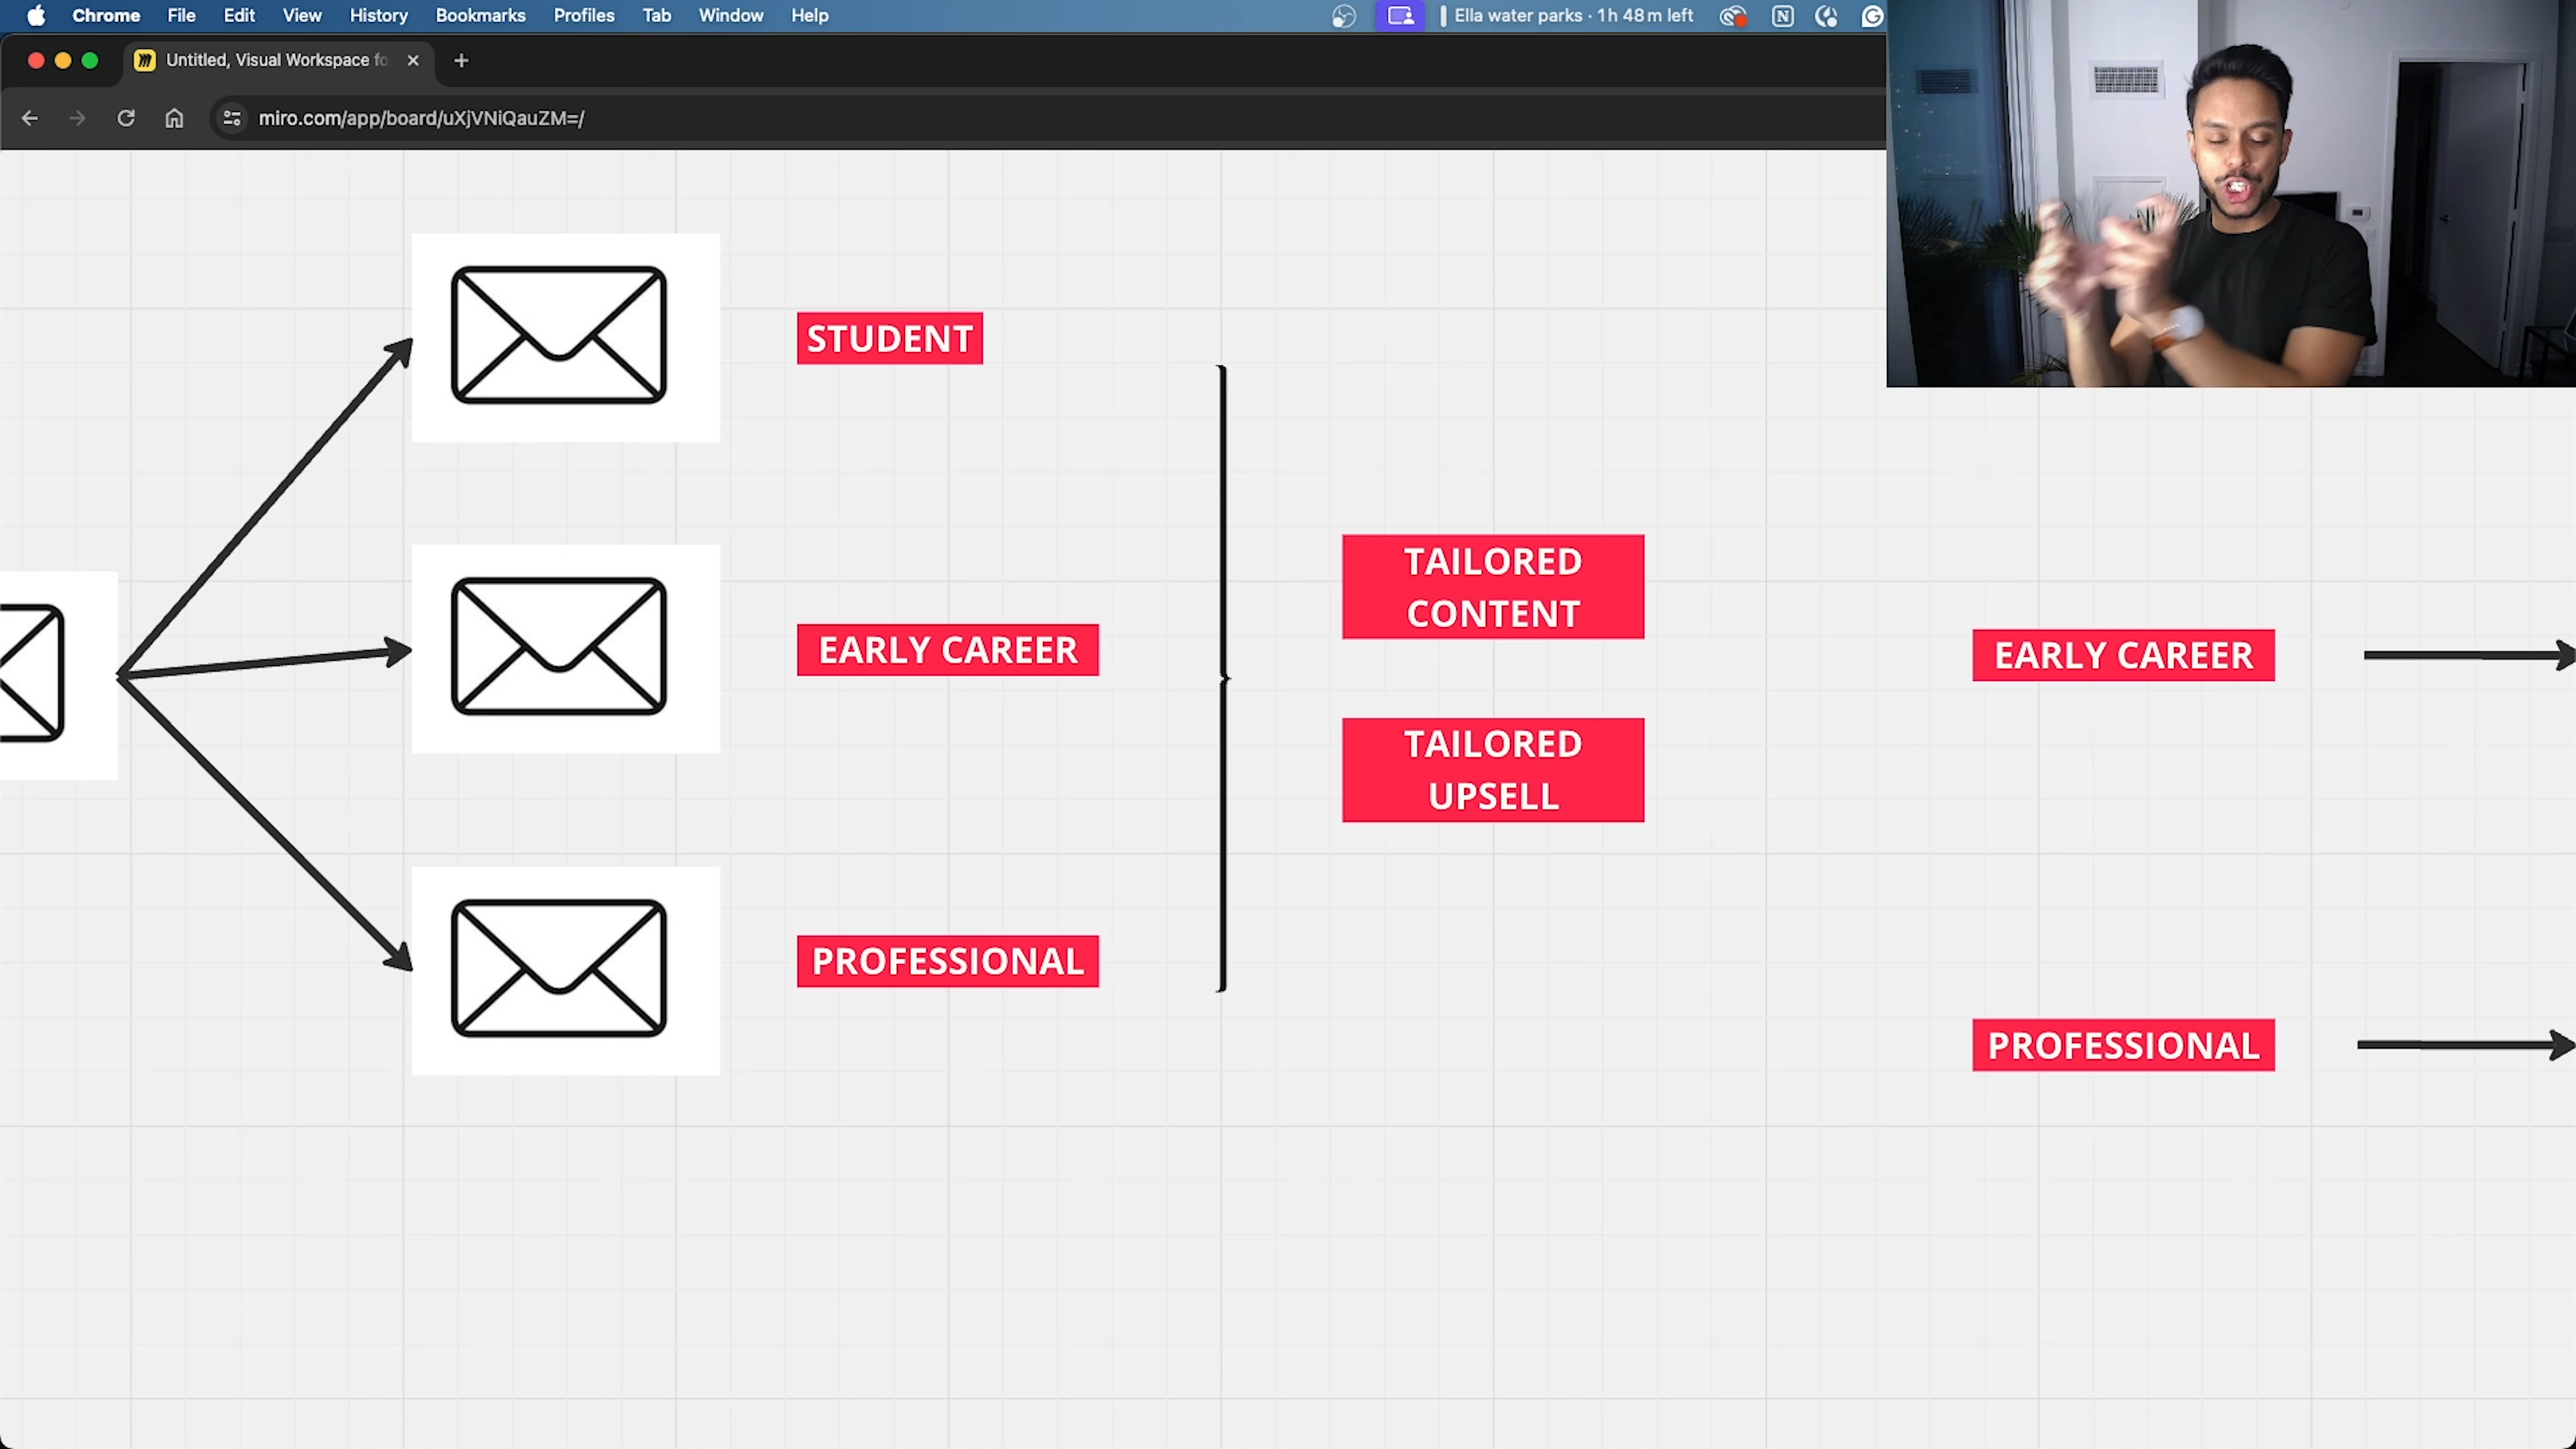 Chrome File Edit View History Bookmarks Profiles Tab Window Help
Ella water parks · 1h 48m left
Untitled, Visual Workspace fo
miro.com/app/board/uXjVNiQauZM=/
STUDENT
EARLY CAREER
PROFESSIONAL
TAILORED
CONTENT
TAILORED
UPSELL
EARLY CAREER
PROFESSIONAL